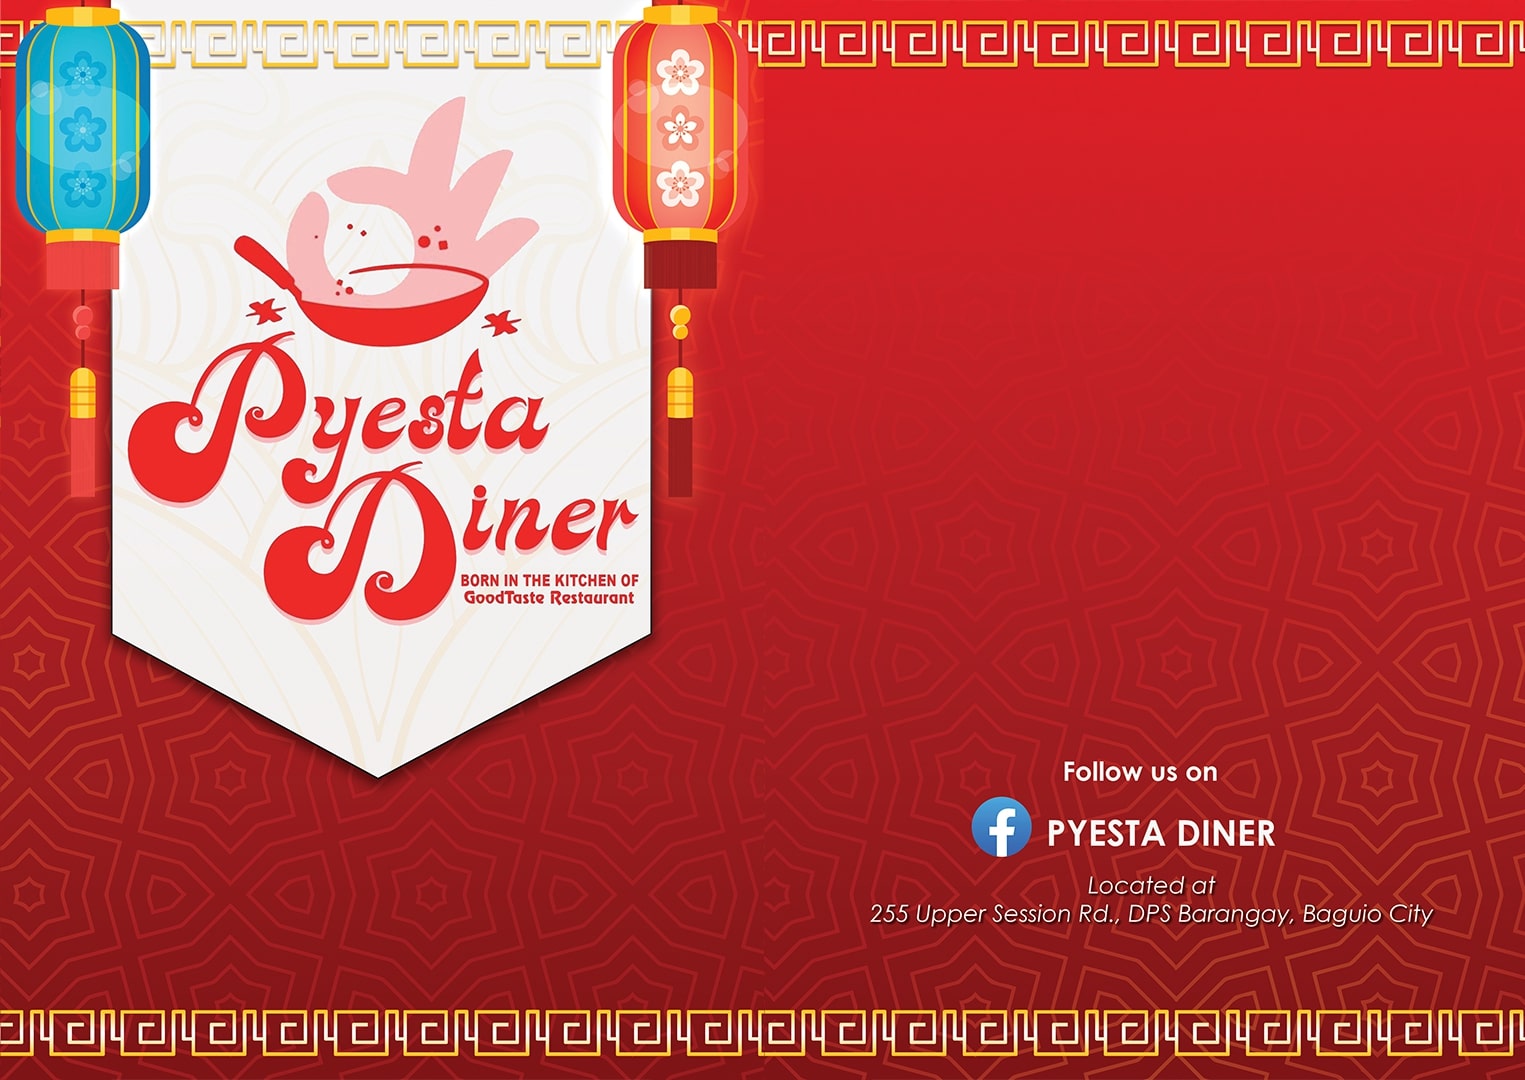 Pyesta
Diner
BORN IN THE KITCHEN OF
GoodTaste Restaurant
Follow us on
f PYESTA DINER
Located at
255 Upper Session Rd., DPS Barangay, Baguio City